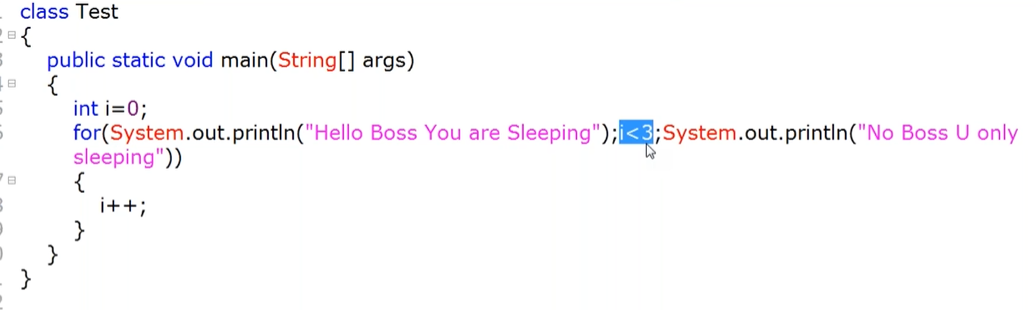 class Test
{
public static void main(String[] args)
{
int i=0;
for(System.out.println("Hello Boss You are Sleeping");i<3;System.out.println("No Boss U only
sleeping"))
{
i++;
}
}
}